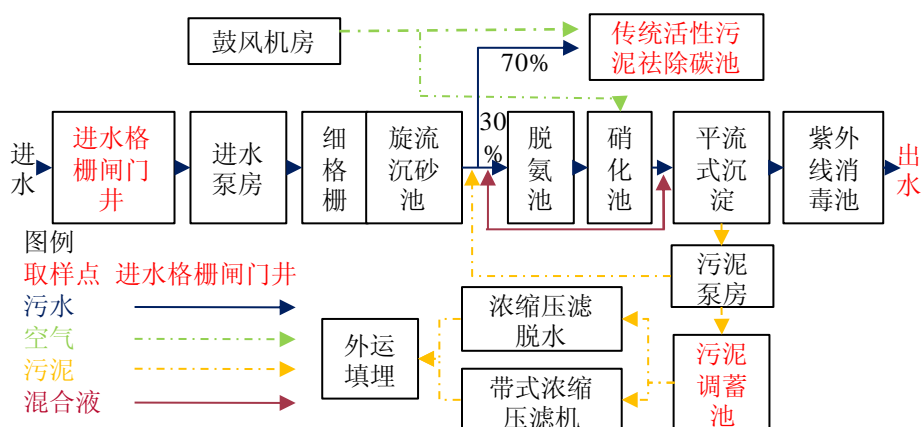 鼓风机房
传统活性污
泥祛除碳池
70%
30
%
进
水
进水格
栅闸门
井
进水
泵房
细
格
栅
旋流
沉砂
池
脱
氨
池
硝
化
池
平流
式沉
淀
紫外
线消
毒池
出
水
图例
取样点 进水格栅闸门井
污水
空气
污泥
混合液
污泥
泵房
浓缩压滤
脱水
外运
填埋
带式浓缩
压滤机
污泥
调蓄
池